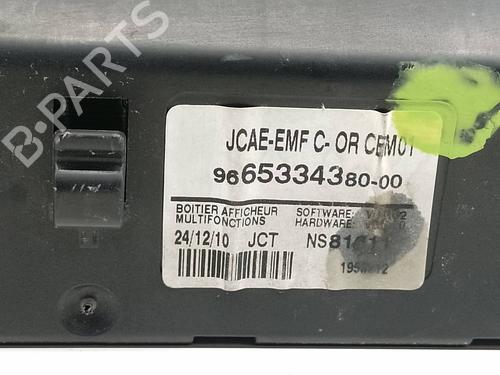 B-PARTS
JCAE-EMF C- OR CEM01
9665334380-00
BOITIER AFFICHEUR SOFTWARE:
MULTIFONCTIONS HARDWARE:
24/12/10 JCT